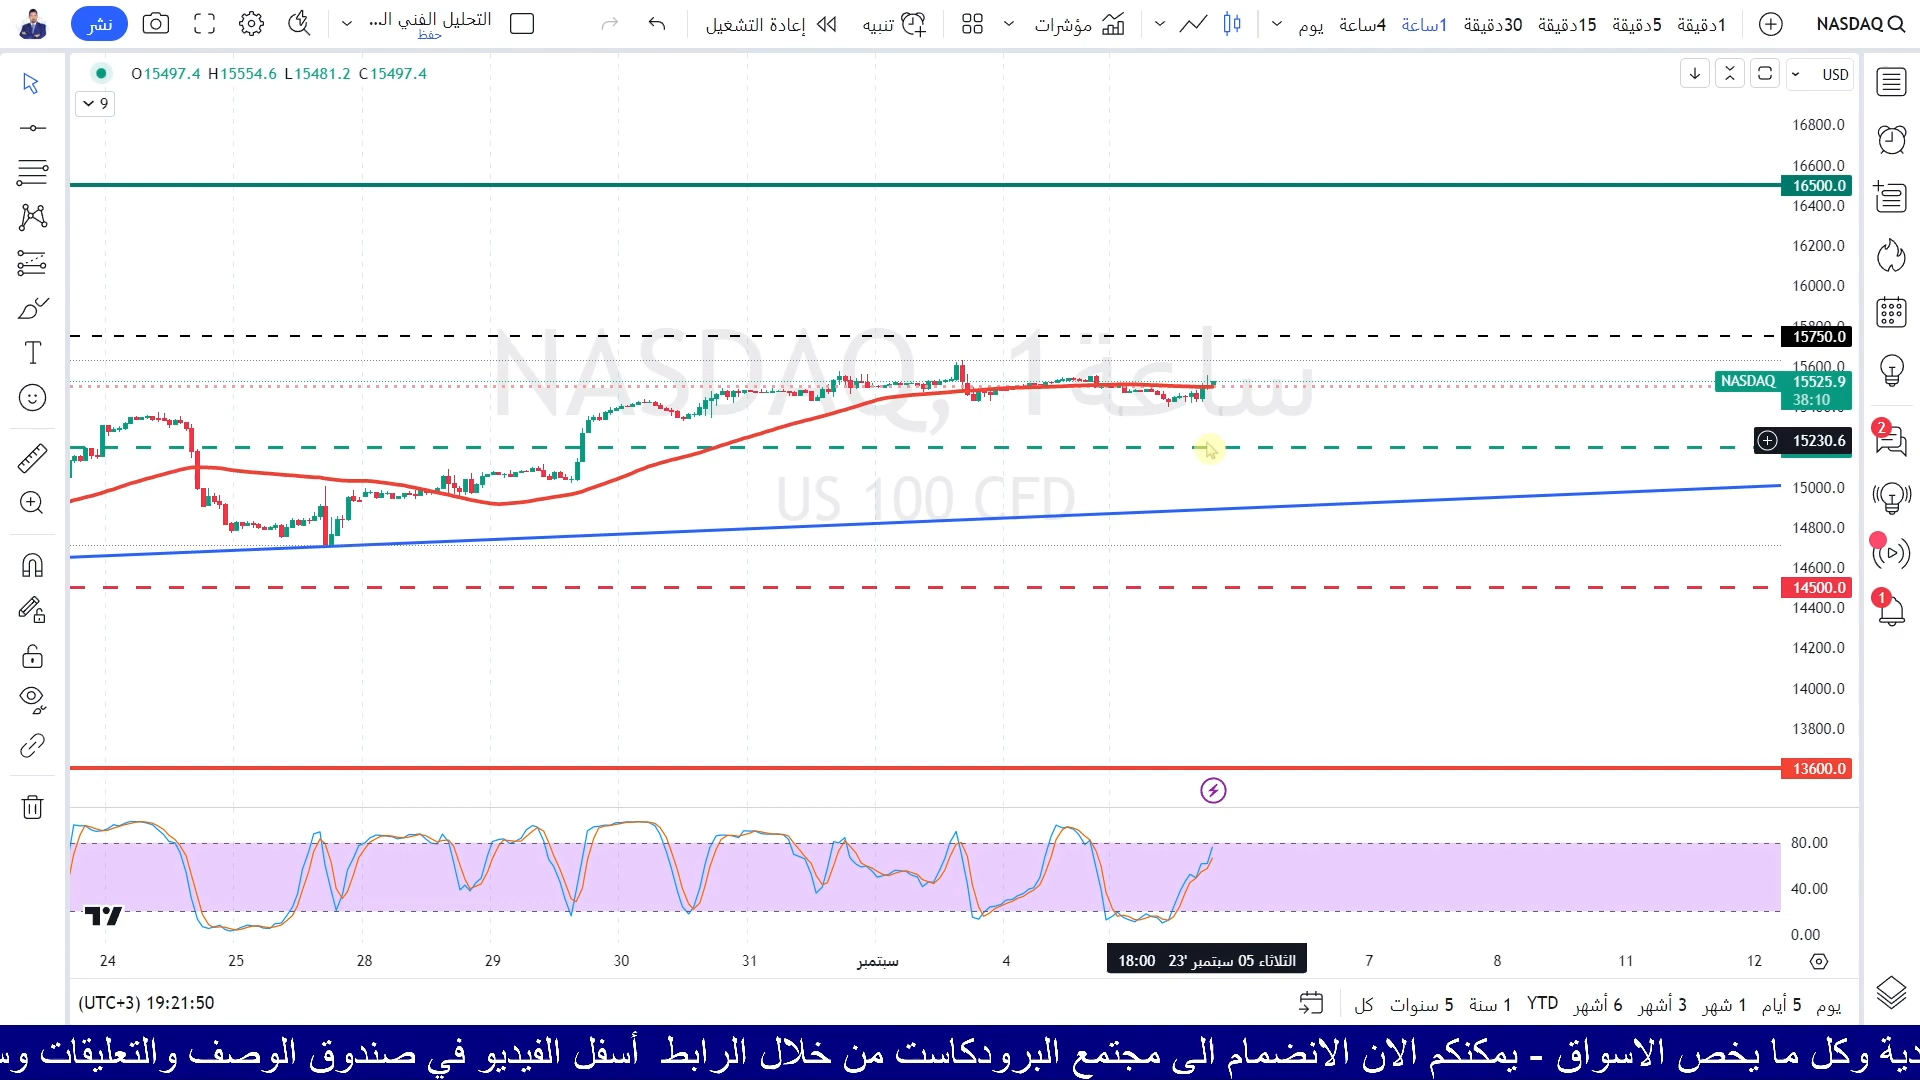 نشر
التحليل الفني الـ...
حفظ
إعادة التشغيل
تنبيه
مؤشرات
يوم
4ساعة
1ساعة
30دقيقة
15دقيقة
5دقيقة
1دقيقة
NASDAQ
O15497.4 H15554.6 L15481.2 C15497.4
9
USD
NASDAQ, 1ساعة
US 100 CFD
16800.0
16600.0
16500.0
16400.0
16200.0
16000.0
15800.0
15750.0
15600.0
NASDAQ 15525.9
38:10
15400.0
15230.6
15000.0
14800.0
14600.0
14500.0
14400.0
14200.0
14000.0
13800.0
13600.0
80.00
40.00
0.00
24 25 28 29 30 31 سبتمبر 4
الثلاثاء 05 سبتمبر '23 18:00
7 8 11 12
2
1
19:21:50 (UTC+3)
يوم 5 أيام 1 شهر 3 أشهر 6 أشهر YTD 1 سنة 5 سنوات كل
وكل ما يخص الاسواق - يمكنكم الان الانضمام الى مجتمع البرودكاست من خلال الرابط أسفل الفيديو في صندوق الوصف والتعليقات